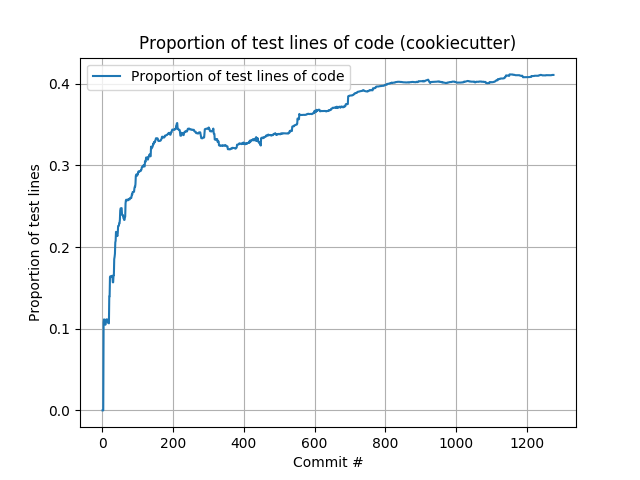 Proportion of test lines of code (cookiecutter)
Proportion of test lines of code
0.4
0.3
0.2
0.1
0.0
Proportion of test lines
0 200 400 600 800 1000 1200
Commit #